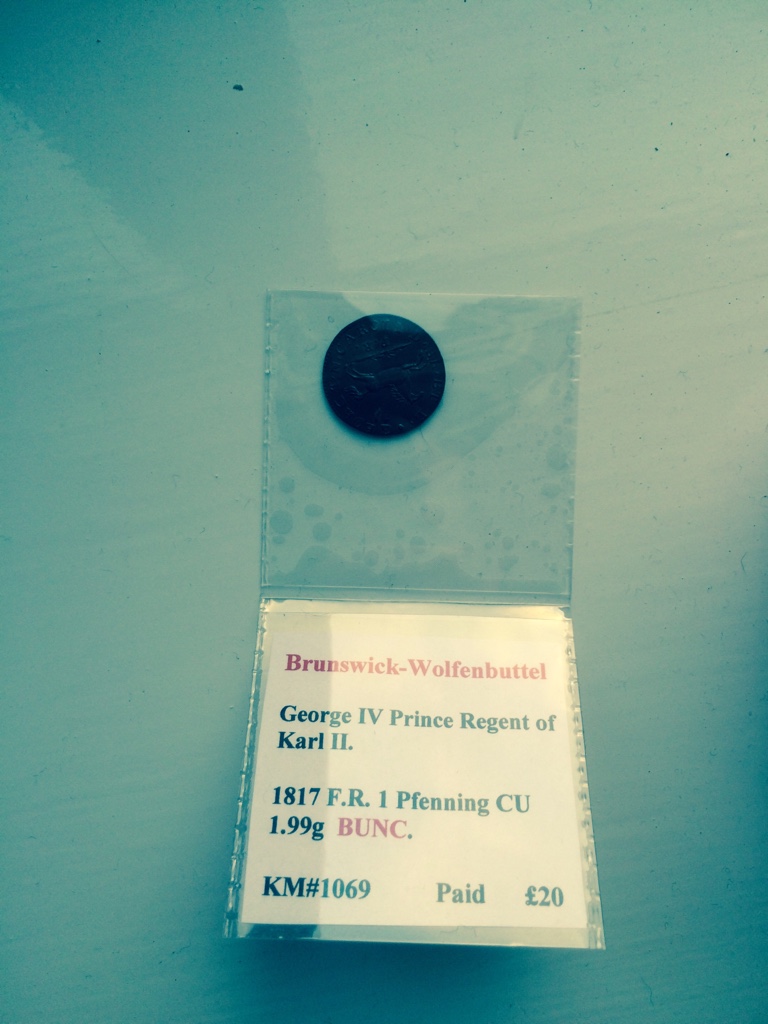 Brunswick-Wolfenbuttel
George IV Prince Regent of
Karl II.
1817 F.R. 1 Pfenning CU
1.99g BUNC.
KM#1069 Paid £20